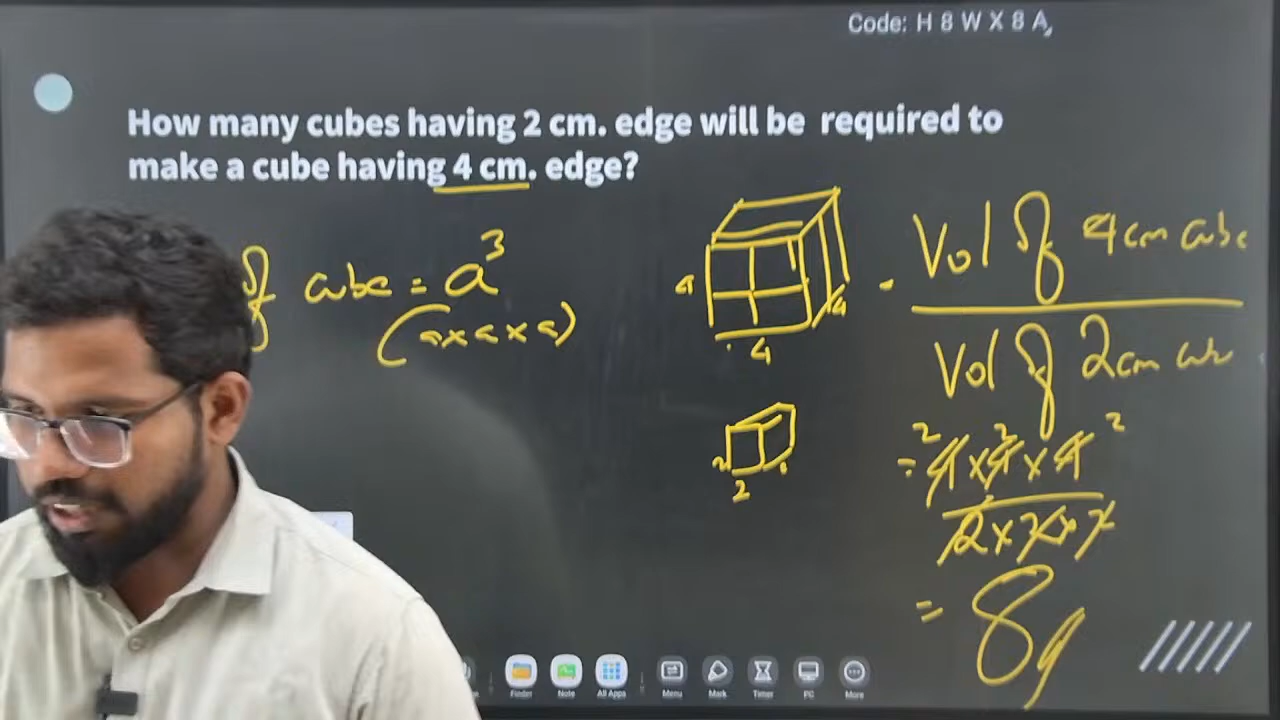 Code: H 8 W X 8 A
How many cubes having 2 cm. edge will be required to
make a cube having 4 cm. edge?
of cube = a³
(a×a×a)
4
4
4
2
2
Vol of 4cm cube
Vol of 2cm
= 4×4×4
2 2 2
2×2×2
= 8
Finder Note All Apps Menu Mark Timer PC More